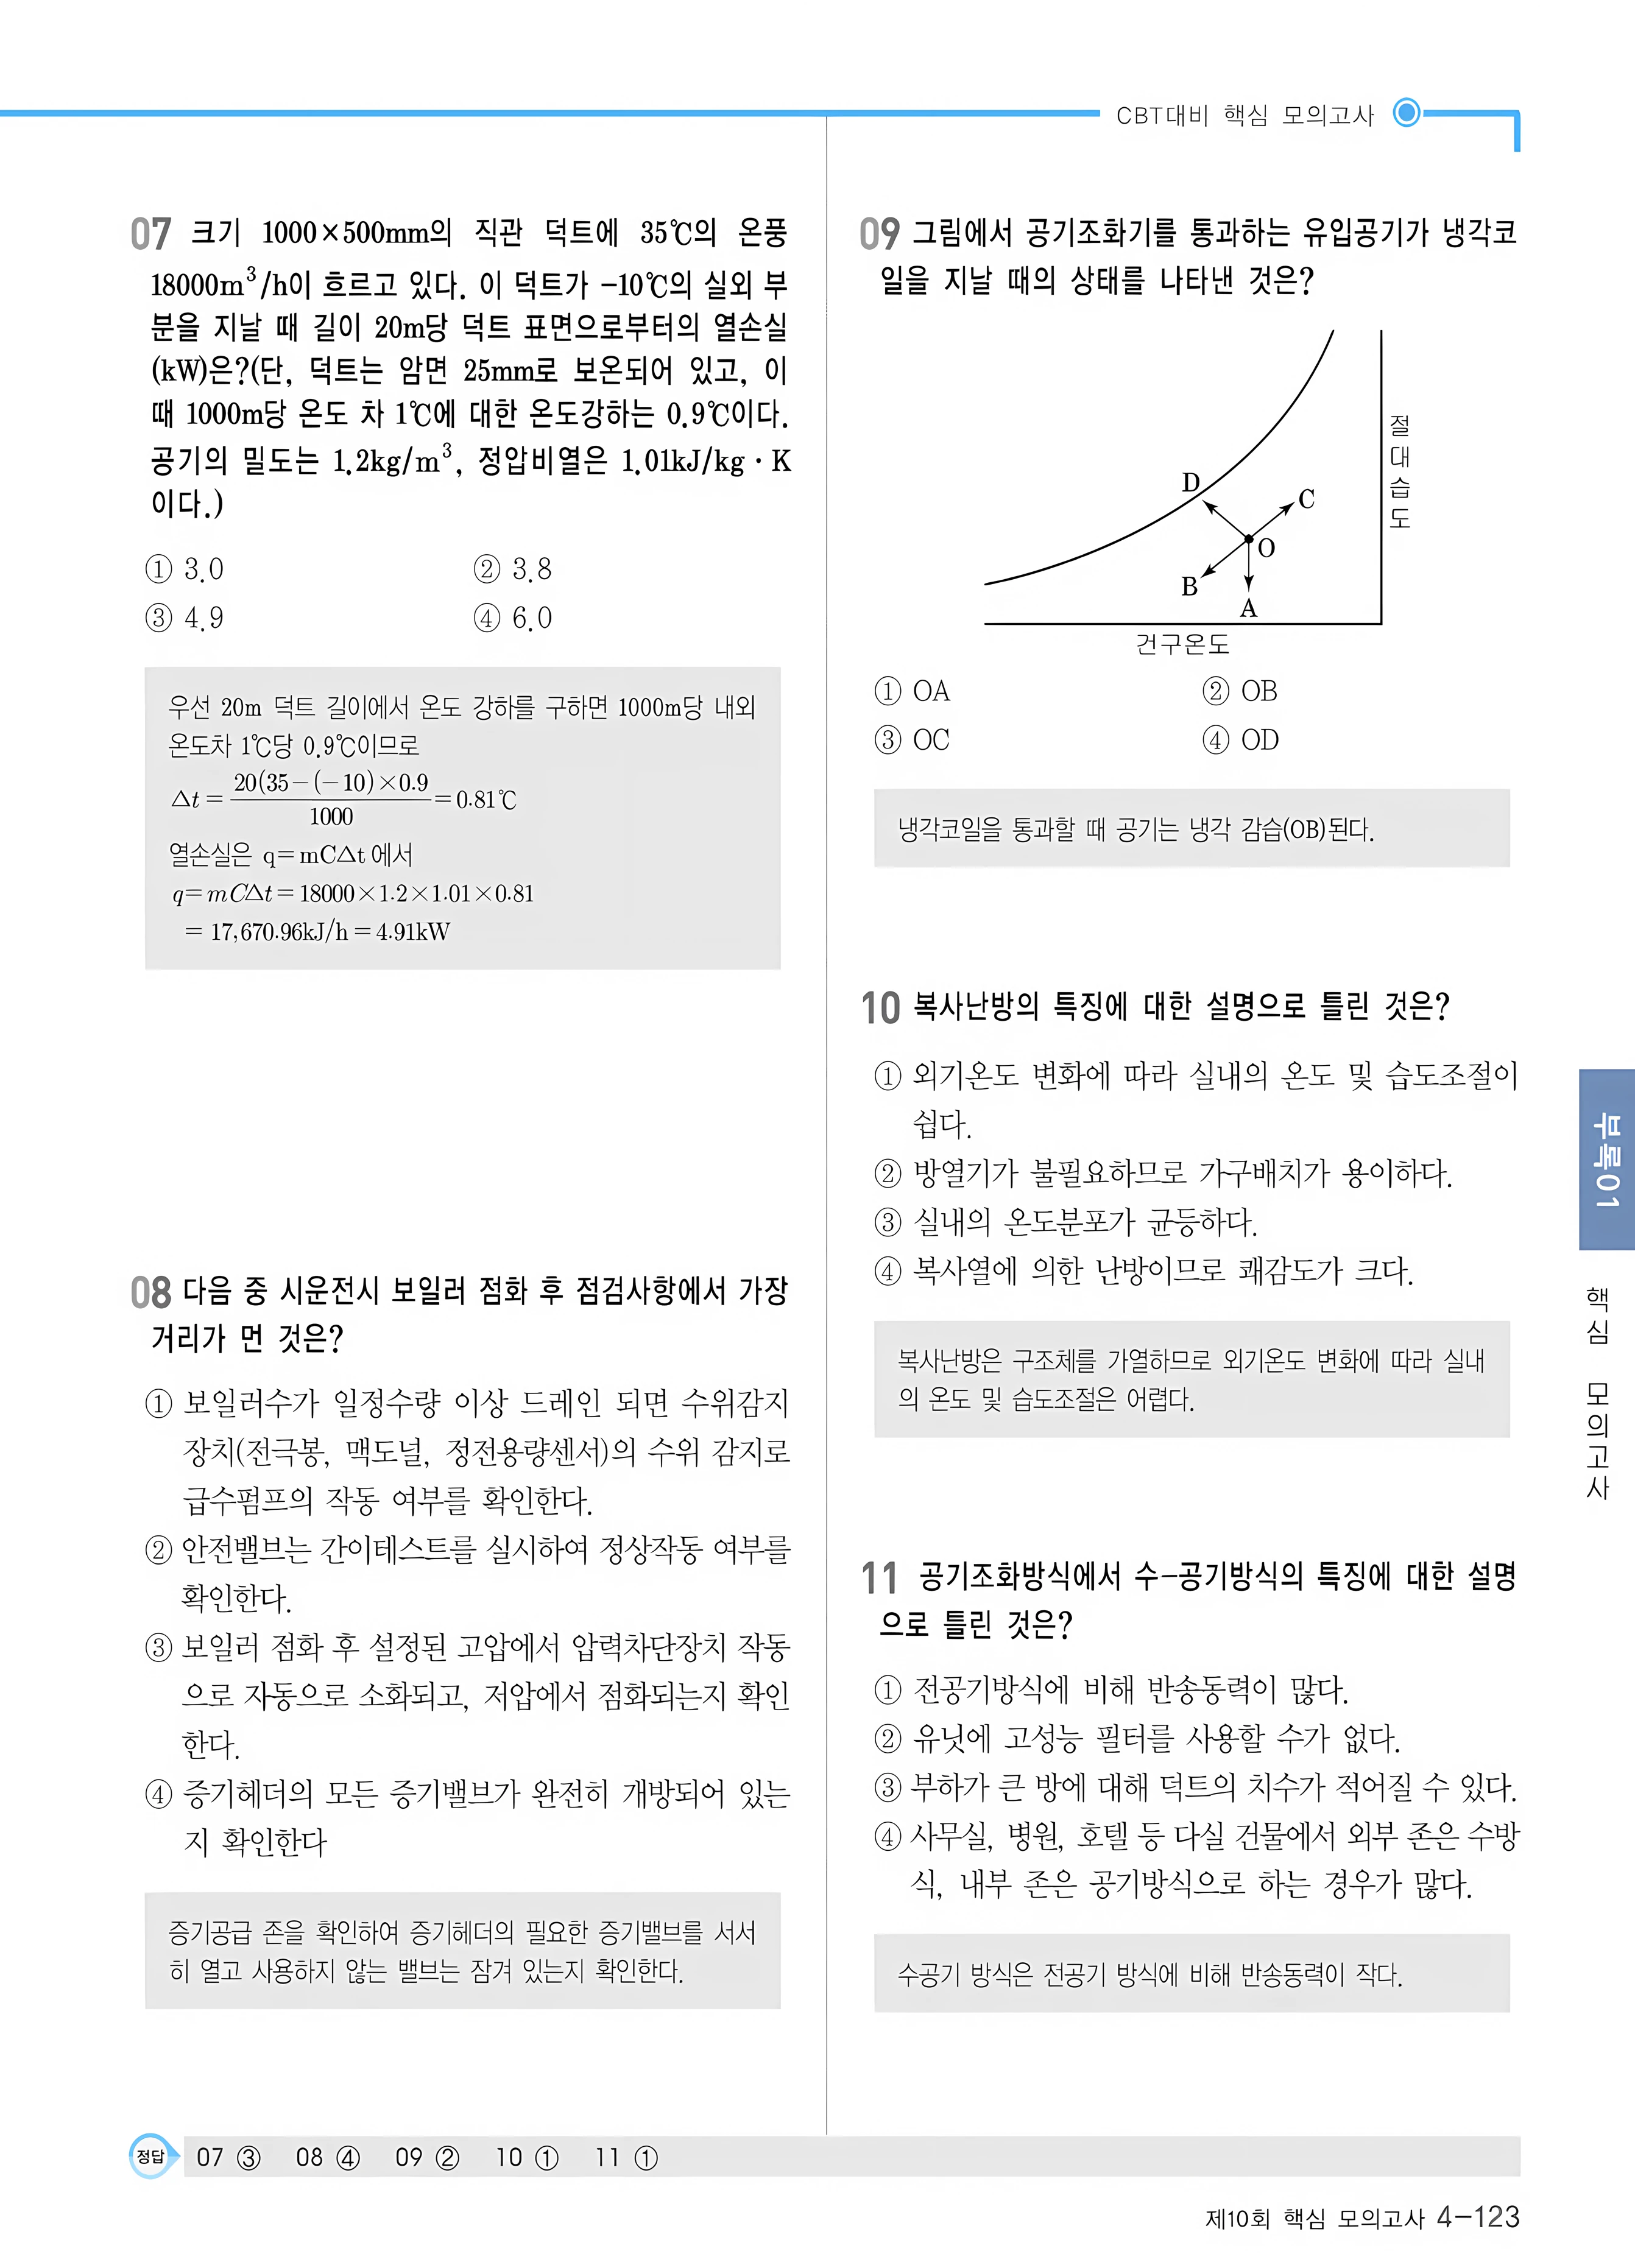 CBT대비 핵심 모의고사
07 크기 1000×500mm의 직관 덕트에 35℃의 온풍
18000m³/h이 흐르고 있다. 이 덕트가 -10℃의 실외 부
분을 지날 때 길이 20m당 덕트 표면으로부터의 열손실
(kW)은?(단, 덕트는 암면 25mm로 보온되어 있고, 이
때 1000m당 온도 차 1℃에 대한 온도강하는 0.9℃이다.
공기의 밀도는 1.2kg/m³, 정압비열은 1.01kJ/kg·K
이다.)
① 3.0 ② 3.8
③ 4.9 ④ 6.0
우선 20m 덕트 길이에서 온도 강하를 구하면 1000m당 내외
온도차 1℃당 0.9℃이므로
△t = 20(35-(-10)×0.9 / 1000 = 0.81℃
열손실은 q=mC△t에서
q=mC△t=18000×1.2×1.01×0.81
= 17,670.96kJ/h=4.91kW
08 다음 중 시운전시 보일러 점화 후 점검사항에서 가장
거리가 먼 것은?
① 보일러수가 일정수량 이상 드레인 되면 수위감지
장치(전극봉, 맥도널, 정전용량센서)의 수위 감지로
급수펌프의 작동 여부를 확인한다.
② 안전밸브는 간이테스트를 실시하여 정상작동 여부를
확인한다.
③ 보일러 점화 후 설정된 고압에서 압력차단장치 작동
으로 자동으로 소화되고, 저압에서 점화되는지 확인
한다.
④ 증기헤더의 모든 증기밸브가 완전히 개방되어 있는
지 확인한다
증기공급 존을 확인하여 증기헤더의 필요한 증기밸브를 서서
히 열고 사용하지 않는 밸브는 잠겨 있는지 확인한다.
09 그림에서 공기조화기를 통과하는 유입공기가 냉각코
일을 지날 때의 상태를 나타낸 것은?
절대습도
D
C
O
B
A
건구온도
① OA ② OB
③ OC ④ OD
냉각코일을 통과할 때 공기는 냉각 감습(OB)된다.
10 복사난방의 특징에 대한 설명으로 틀린 것은?
① 외기온도 변화에 따라 실내의 온도 및 습도조절이
쉽다.
② 방열기가 불필요하므로 가구배치가 용이하다.
③ 실내의 온도분포가 균등하다.
④ 복사열에 의한 난방이므로 쾌감도가 크다.
복사난방은 구조체를 가열하므로 외기온도 변화에 따라 실내
의 온도 및 습도조절은 어렵다.
11 공기조화방식에서 수-공기방식의 특징에 대한 설명
으로 틀린 것은?
① 전공기방식에 비해 반송동력이 많다.
② 유닛에 고성능 필터를 사용할 수가 없다.
③ 부하가 큰 방에 대해 덕트의 치수가 적어질 수 있다.
④ 사무실, 병원, 호텔 등 다실 건물에서 외부 존은 수방
식, 내부 존은 공기방식으로 하는 경우가 많다.
수공기 방식은 전공기 방식에 비해 반송동력이 작다.
부록01
핵심 모의고사
정답 07 ③ 08 ④ 09 ② 10 ① 11 ①
제10회 핵심 모의고사 4-123